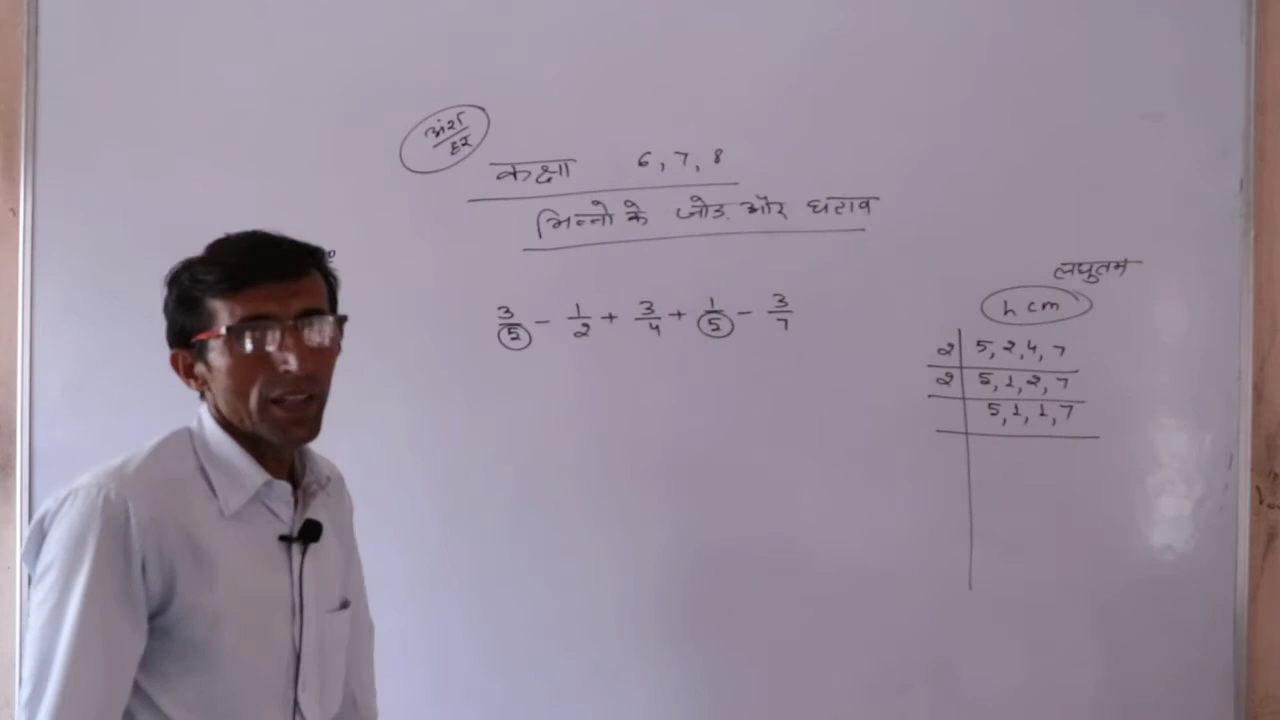 अंश
हर
कक्षा 6, 7, 8
भिन्नो के जोड और घटाव
3/5 - 1/2 + 3/4 + 1/5 - 3/7
लघुतम
Lcm
2 | 5, 2, 4, 7
2 | 5, 1, 2, 7
5, 1, 1, 7